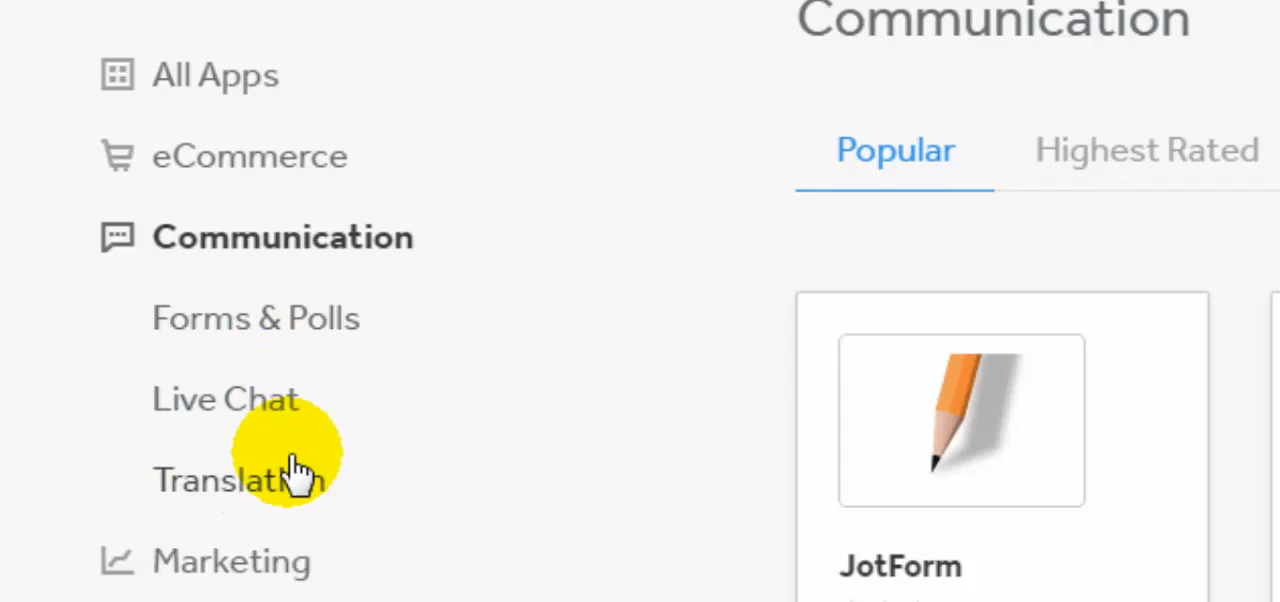 All Apps
eCommerce
Communication
Forms & Polls
Live Chat
Translation
Marketing
Communication
Popular
Highest Rated
JotForm